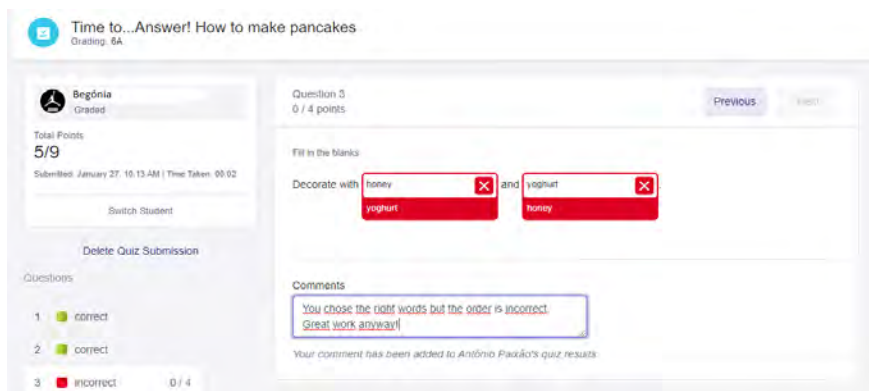 Time to...Answer! How to make pancakes
Grading: 6A
Begónia
Graded
Total Points
5/9
Submitted: January 27, 10:13 AM | Time Taken: 00:02
Switch Student
Delete Quiz Submission
Questions
1 correct
2 correct
3 incorrect 0 / 4
Question 3
0 / 4 points
Previous
Next
Fill in the blanks
Decorate with honey and yoghurt .
yoghurt honey
Comments
You chose the right words but the order is incorrect.
Great work anyway!
Your comment has been added to António Paixão's quiz results.